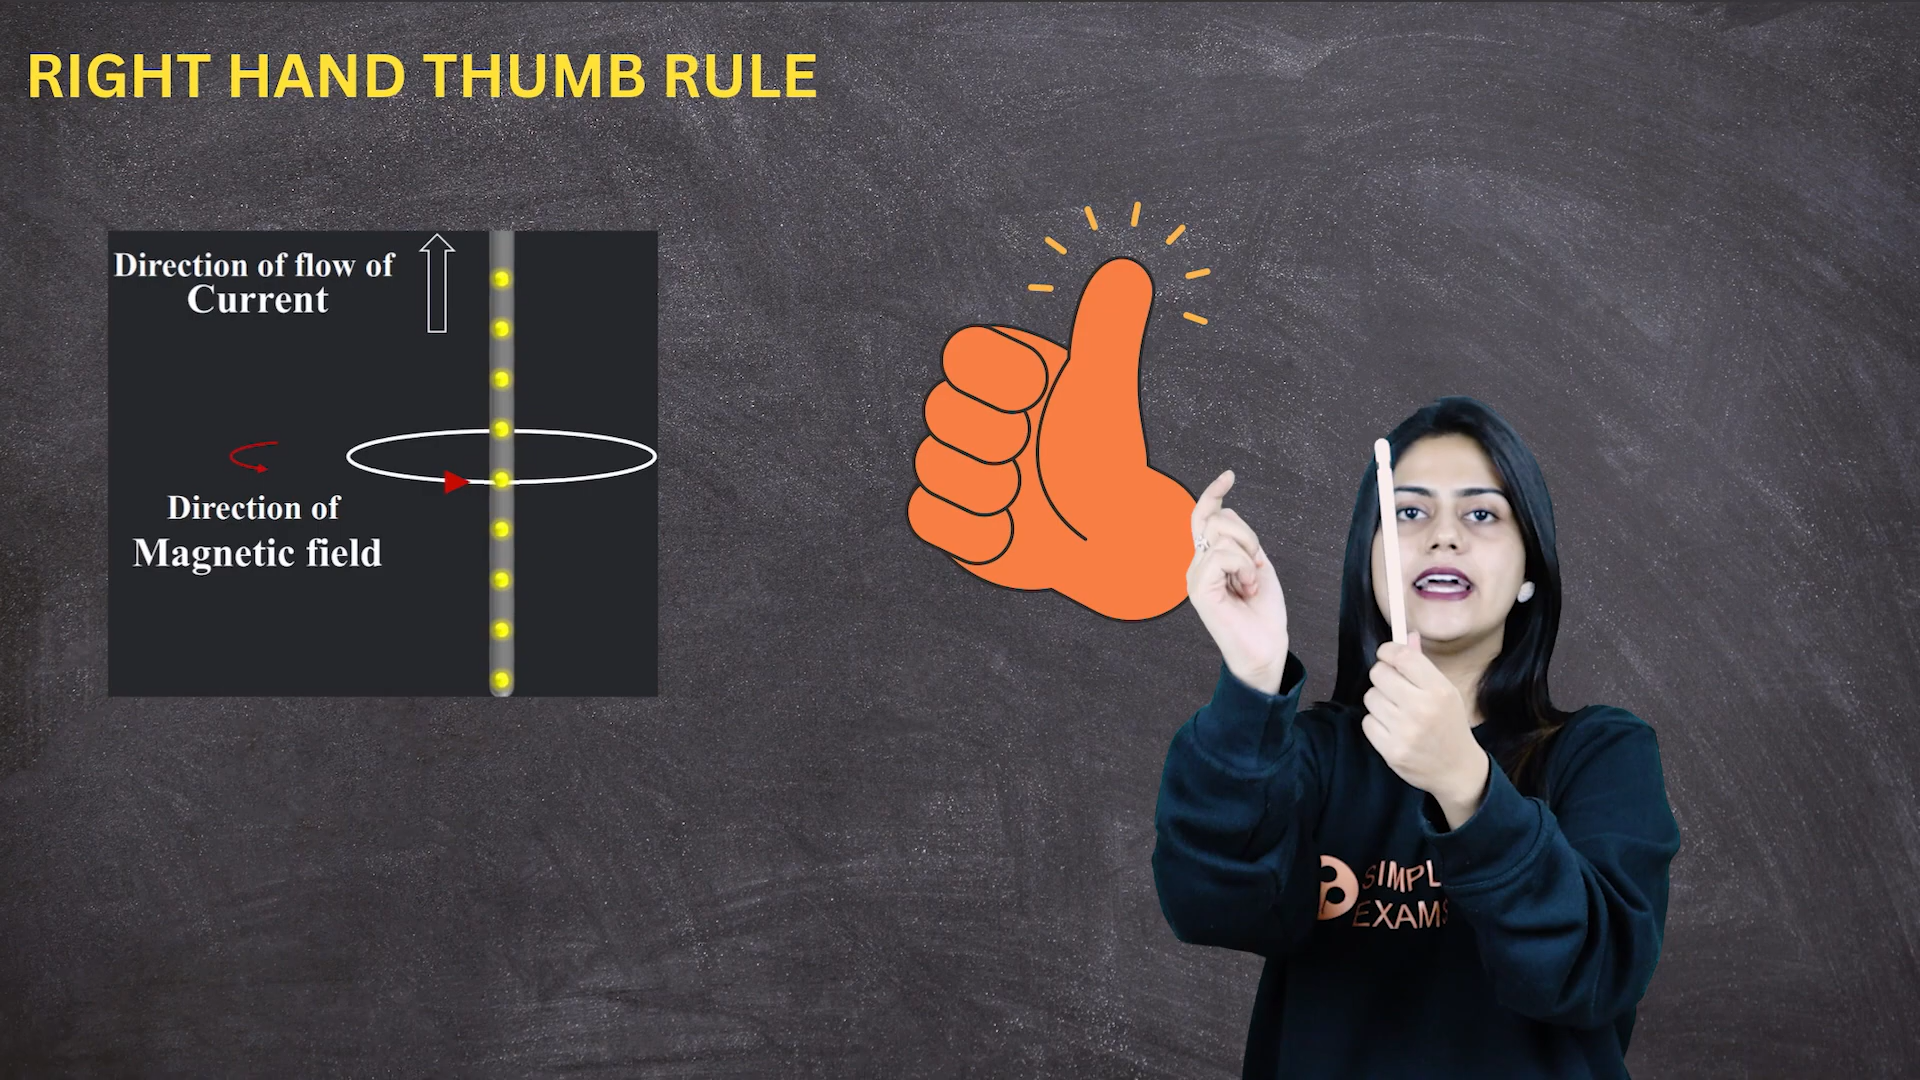 RIGHT HAND THUMB RULE
Direction of flow of
Current
Direction of
Magnetic field
SIMPL
EXAMS